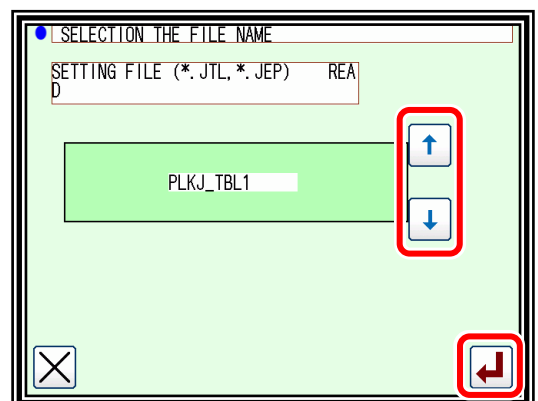 SELECTION THE FILE NAME
SETTING FILE (*.JTL,*.JEP) REA
D
PLKJ_TBL1